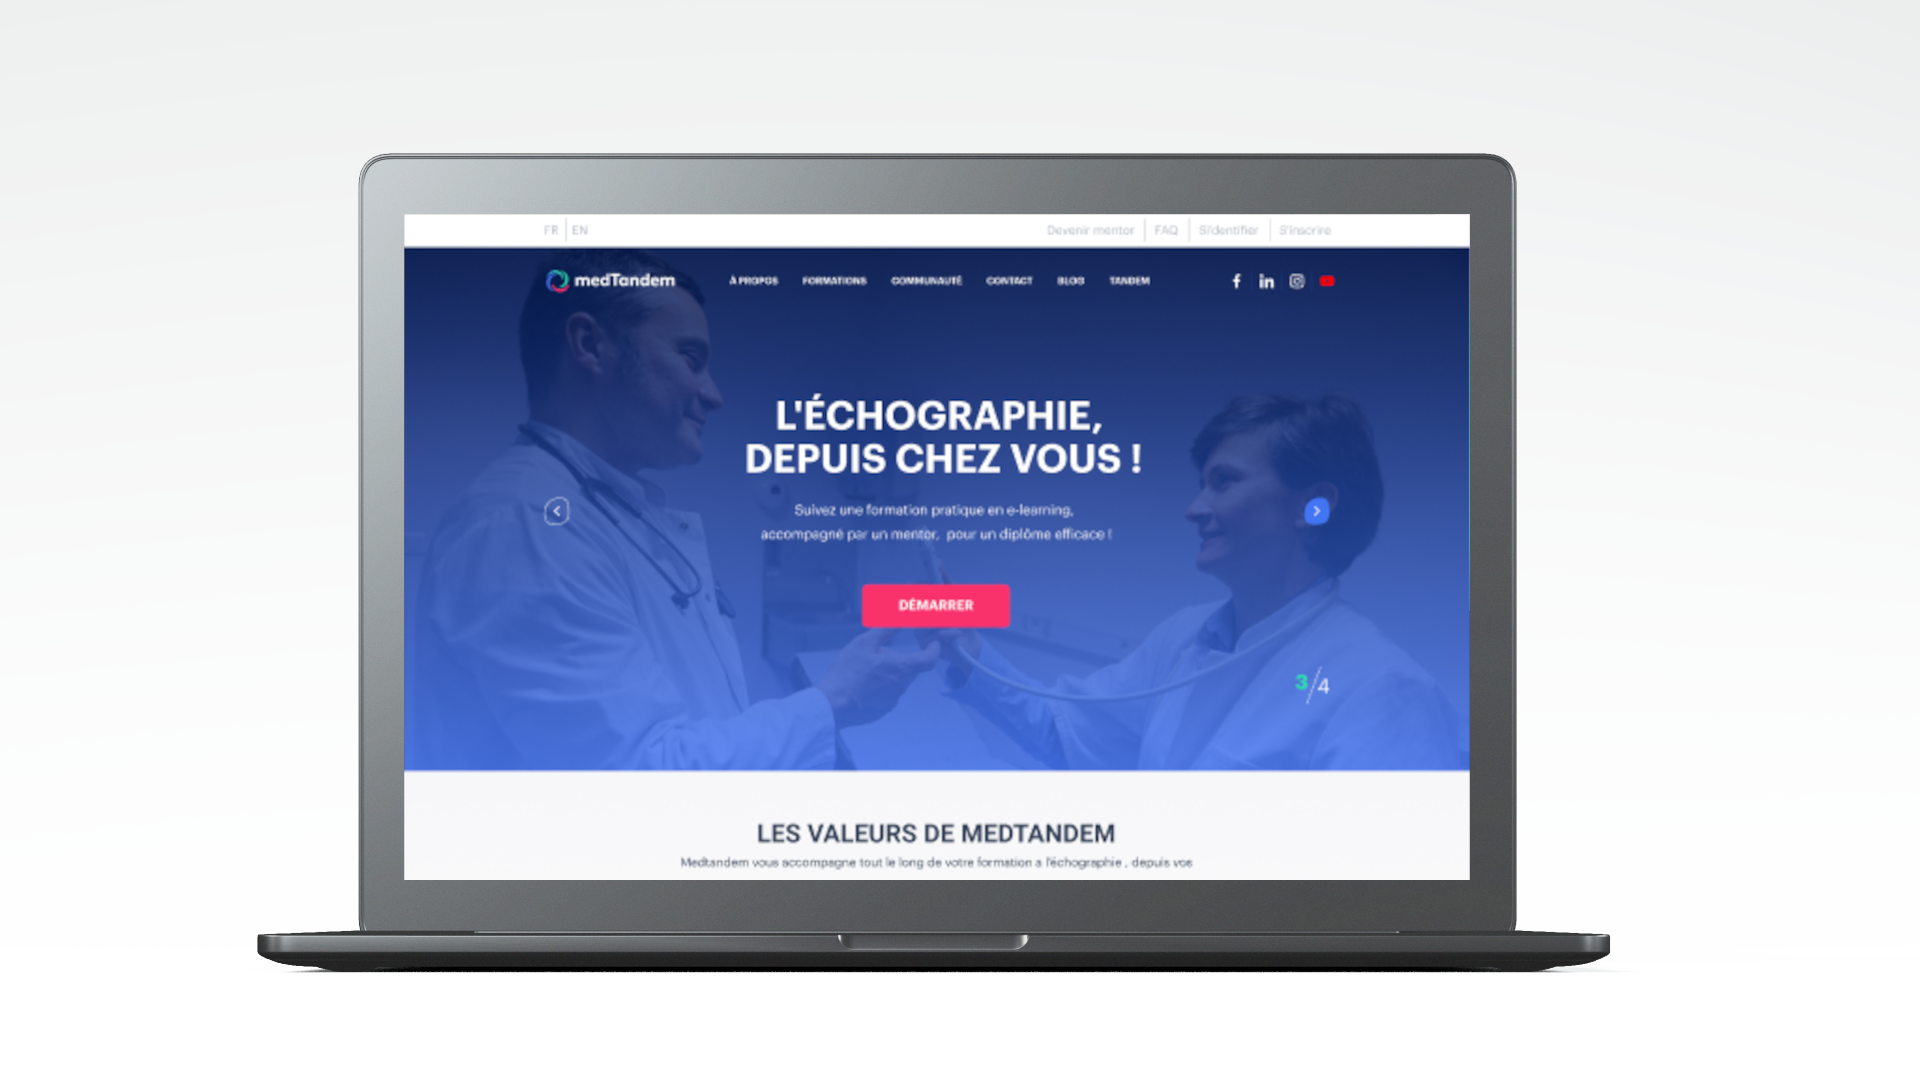 FR | EN
Devenir mentor | FAQ | S'identifier | S'inscrire
medTandem
À PROPOS FORMATIONS COMMUNAUTÉ CONTACT BLOG TANDEM
L'ÉCHOGRAPHIE,
DEPUIS CHEZ VOUS !
Suivez une formation pratique en e-learning,
accompagné par un mentor, pour un diplôme efficace !
DÉMARRER
3/4
LES VALEURS DE MEDTANDEM
Medtandem vous accompagne tout le long de votre formation a l'échographie , depuis vos